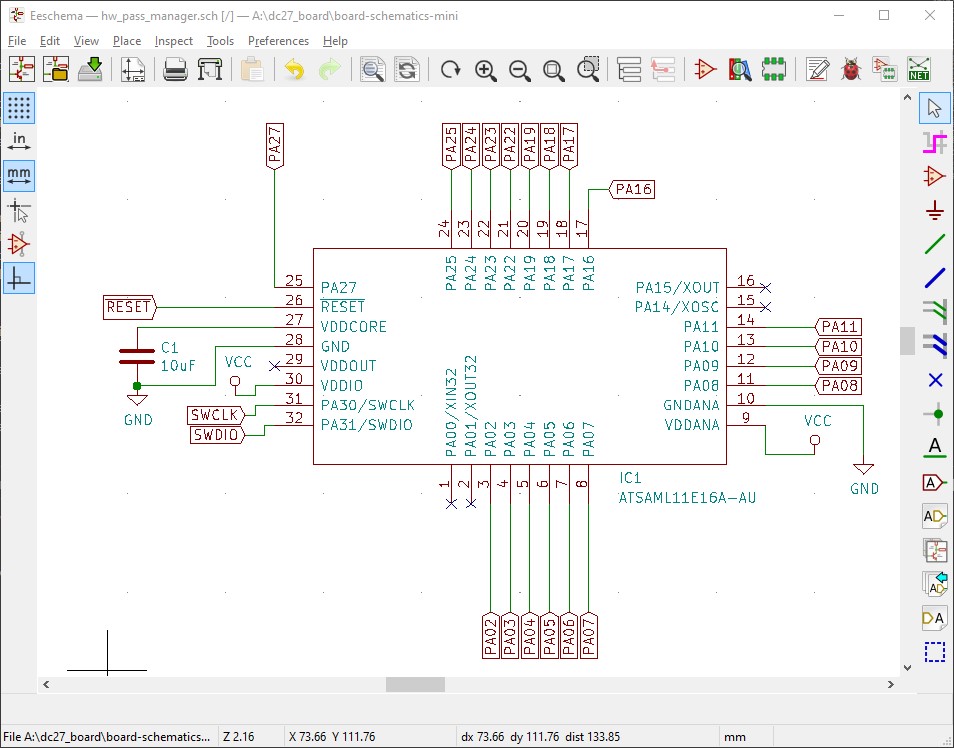 Eeschema — hw_pass_manager.sch [/] — A:\dc27_board\board-schematics-mini
File Edit View Place Inspect Tools Preferences Help
NET
in
mm
A
A
AD
AD
DA
PA27
PA25
PA24
PA23
PA22
PA19
PA18
PA17
PA16
24
23
22
21
20
19
18
17
PA25
PA24
PA23
PA22
PA19
PA18
PA17
PA16
25 PA27
RESET 26 RESET
27 VDDCORE
28 GND
29 VDDOUT
30 VDDIO
31 PA30/SWCLK
32 PA31/SWDIO
C1
10uF
VCC
GND
SWCLK
SWDIO
PA15/XOUT 16
PA14/XOSC 15
PA11 14 PA11
PA10 13 PA10
PA09 12 PA09
PA08 11 PA08
GNDANA 10
VDDANA 9
VCC
GND
PA00/XIN32
PA01/XOUT32
PA02
PA03
PA04
PA05
PA06
PA07
1
2
3
4
5
6
7
8
IC1
ATSAML11E16A-AU
PA02
PA03
PA04
PA05
PA06
PA07
File A:\dc27_board\board-schematics... Z 2.16 X 73.66 Y 111.76 dx 73.66 dy 111.76 dist 133.85 mm